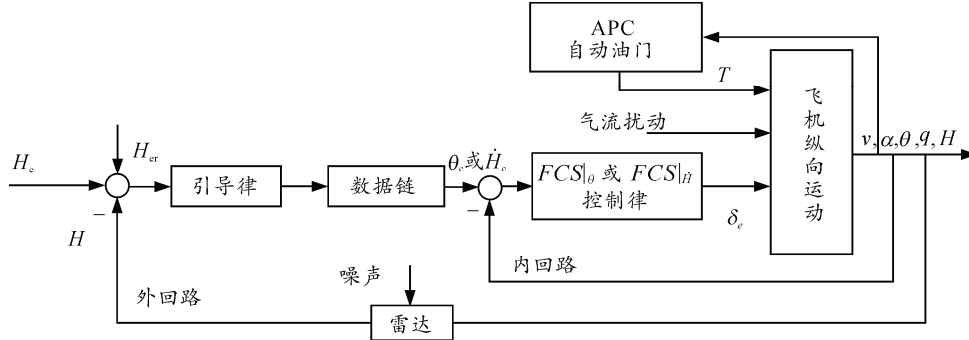 APC
自动油门
T
气流扰动
飞机纵向运动
v,α,θ,q,H
H_c
H_er
引导律
数据链
θ_c或Ḣ_c
FCS|_θ 或 FCS|_Ḣ
控制律
δ_e
−
−
H
内回路
噪声
外回路
雷达